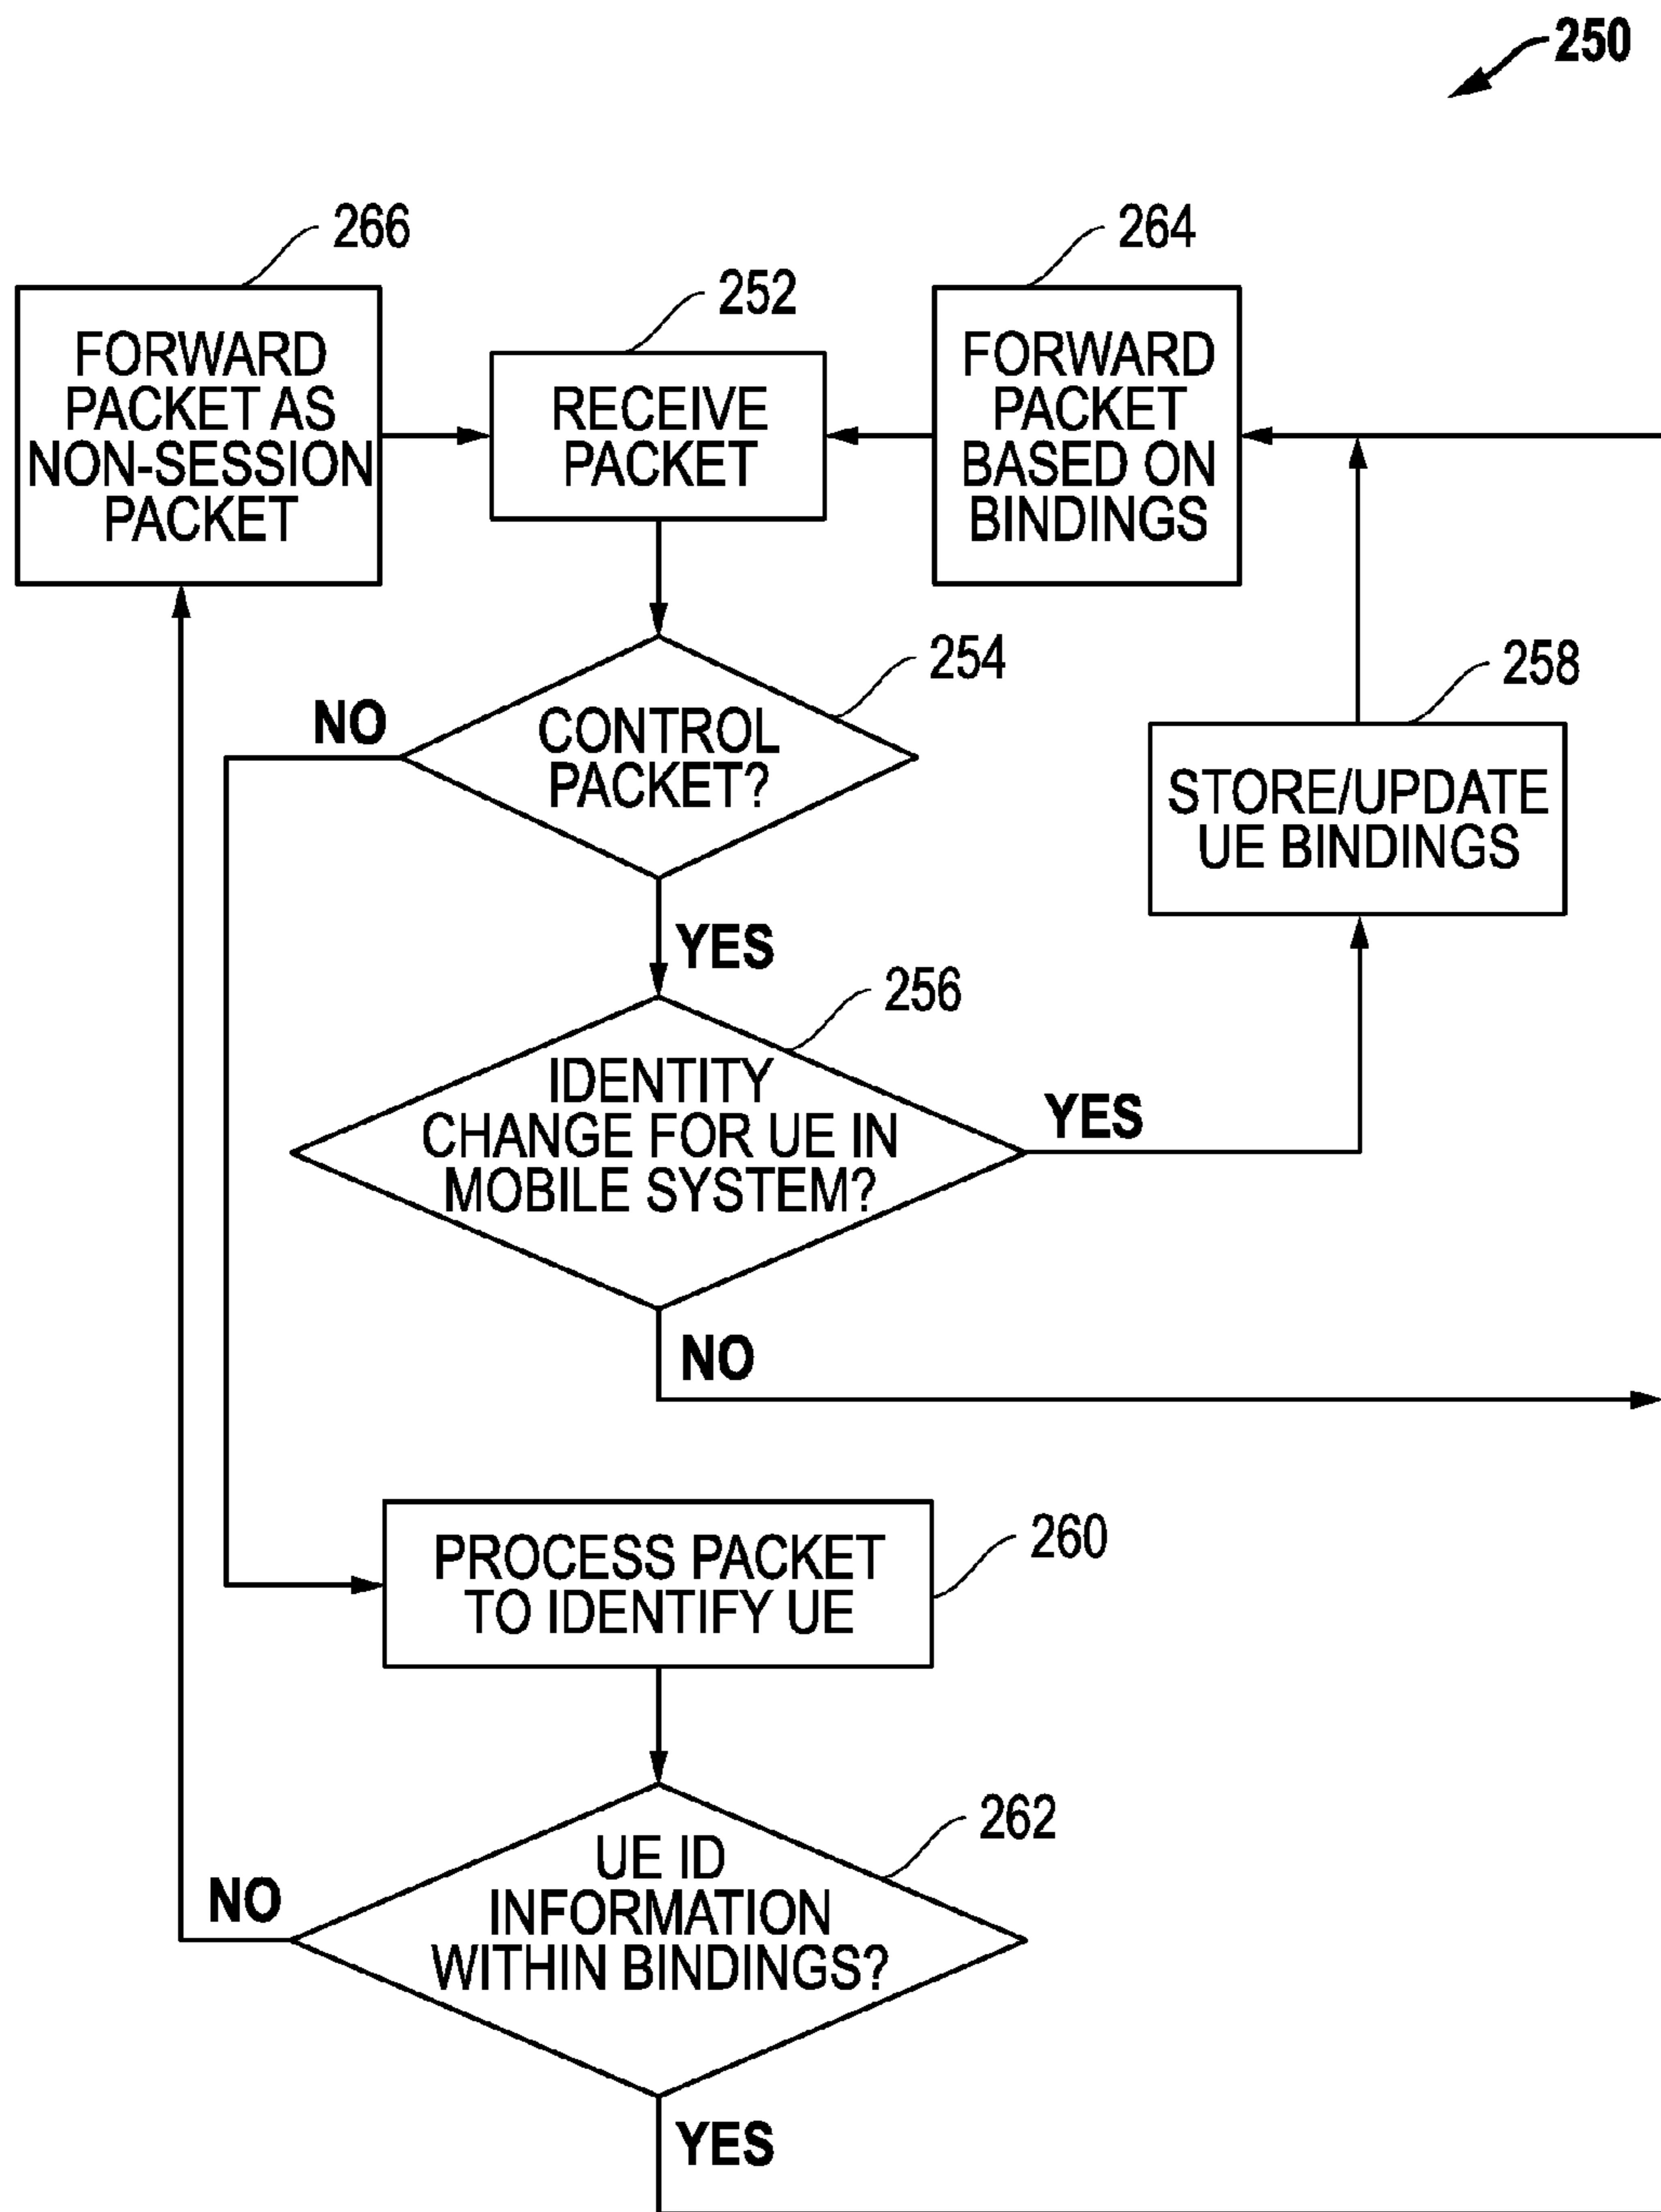 250
266
FORWARD
PACKET AS
NON-SESSION
PACKET
252
RECEIVE
PACKET
264
FORWARD
PACKET
BASED ON
BINDINGS
254
CONTROL
PACKET?
NO
YES
258
STORE/UPDATE
UE BINDINGS
256
IDENTITY
CHANGE FOR UE IN
MOBILE SYSTEM?
YES
NO
260
PROCESS PACKET
TO IDENTIFY UE
262
UE ID
INFORMATION
WITHIN BINDINGS?
NO
YES